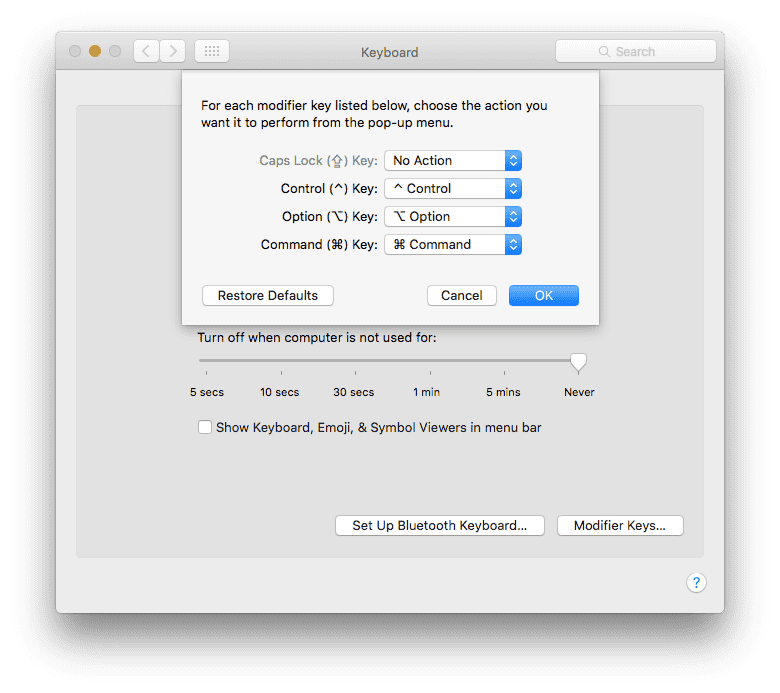 Keyboard
Search
For each modifier key listed below, choose the action you
want it to perform from the pop-up menu.
Caps Lock (⇪) Key: No Action
Control (^) Key: ^ Control
Option (⌥) Key: ⌥ Option
Command (⌘) Key: ⌘ Command
Restore Defaults Cancel OK
Turn off when computer is not used for:
5 secs 10 secs 30 secs 1 min 5 mins Never
Show Keyboard, Emoji, & Symbol Viewers in menu bar
Set Up Bluetooth Keyboard... Modifier Keys...
?